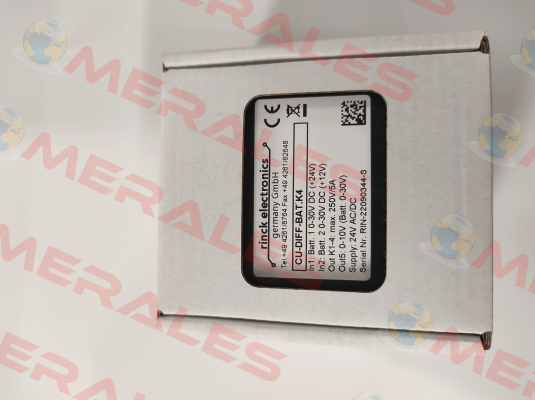 rinck electronics
germany GmbH
Tel.+49 4261/8764 Fax +49 4261/82648
CU-DIFF-BAT.K4
In1: Batt. 1 0-30V DC (+24V)
In2: Batt. 2 0-30V DC (+12V)
Out K1-4: max. 250V/5A
Out5: 0-10V (Batt. 0-30V)
Supply: 24V AC/DC
Serial Nr. RIN-22090344-S
CE
MERALES
MERALES
MERALES
MERALES
MERALES